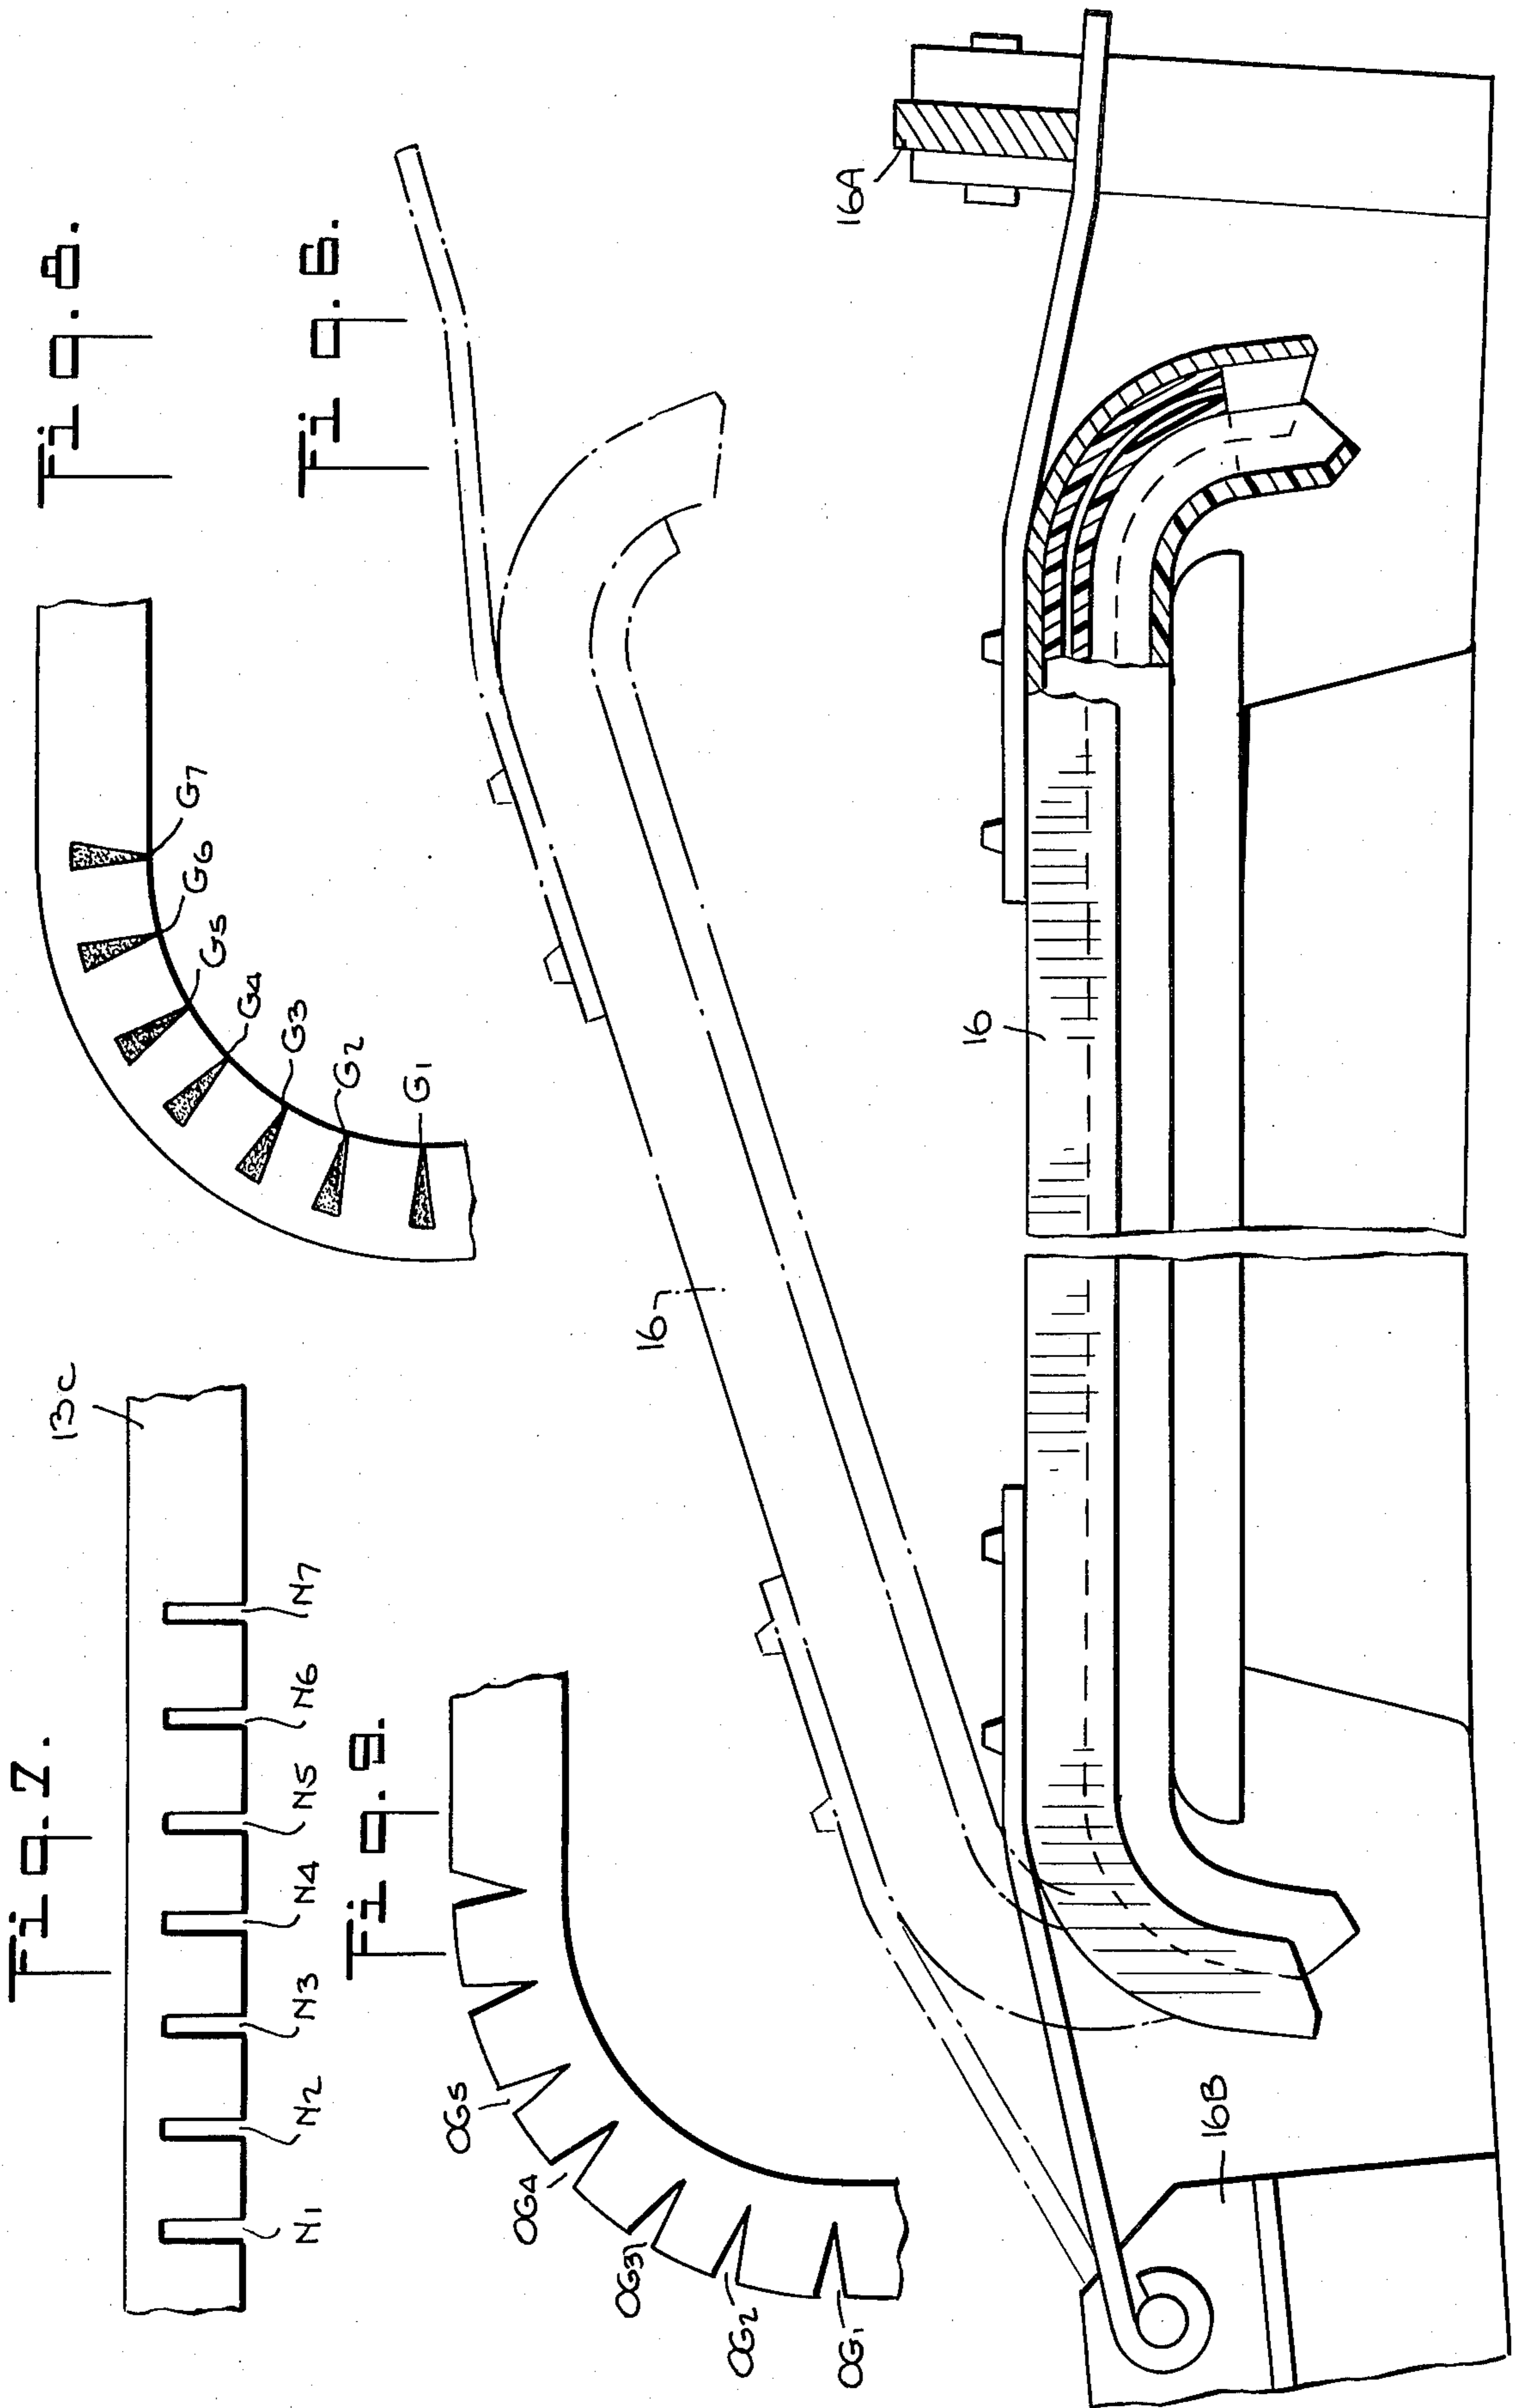 Fig. 7.
13C
N1 N2 N3 N4 N5 N6 N7
Fig. 8.
G1 G2 G3 G4 G5 G6 G7
Fig. 9.
OG1 OG2 OG3 OG4 OG5
Fig. 6.
16
16A
16
16B